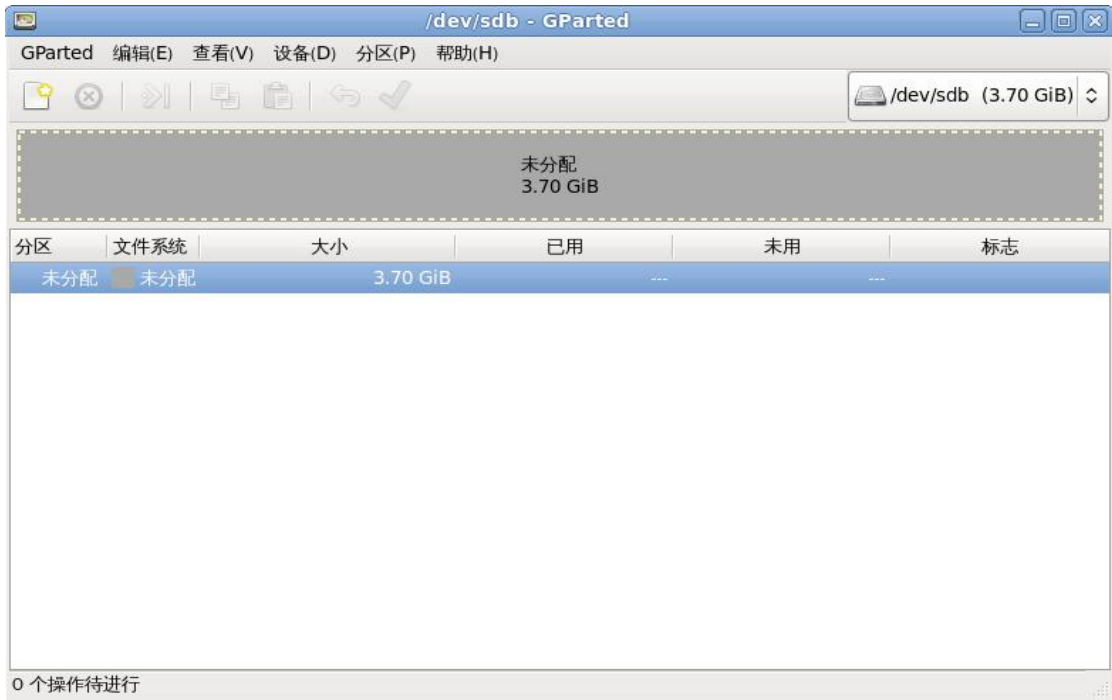 /dev/sdb - GParted
GParted 编辑(E) 查看(V) 设备(D) 分区(P) 帮助(H)
/dev/sdb (3.70 GiB)
未分配
3.70 GiB
分区 文件系统 大小 已用 未用 标志
未分配 未分配 3.70 GiB --- ---
0 个操作待进行